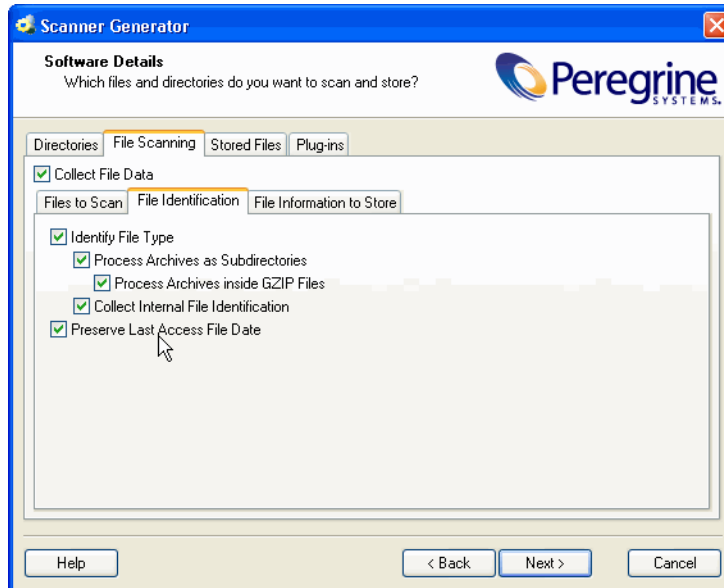 Scanner Generator
Software Details
Which files and directories do you want to scan and store?
Peregrine
SYSTEMS.
Directories File Scanning Stored Files Plug-ins
Collect File Data
Files to Scan File Identification File Information to Store
Identify File Type
Process Archives as Subdirectories
Process Archives inside GZIP Files
Collect Internal File Identification
Preserve Last Access File Date
Help < Back Next > Cancel